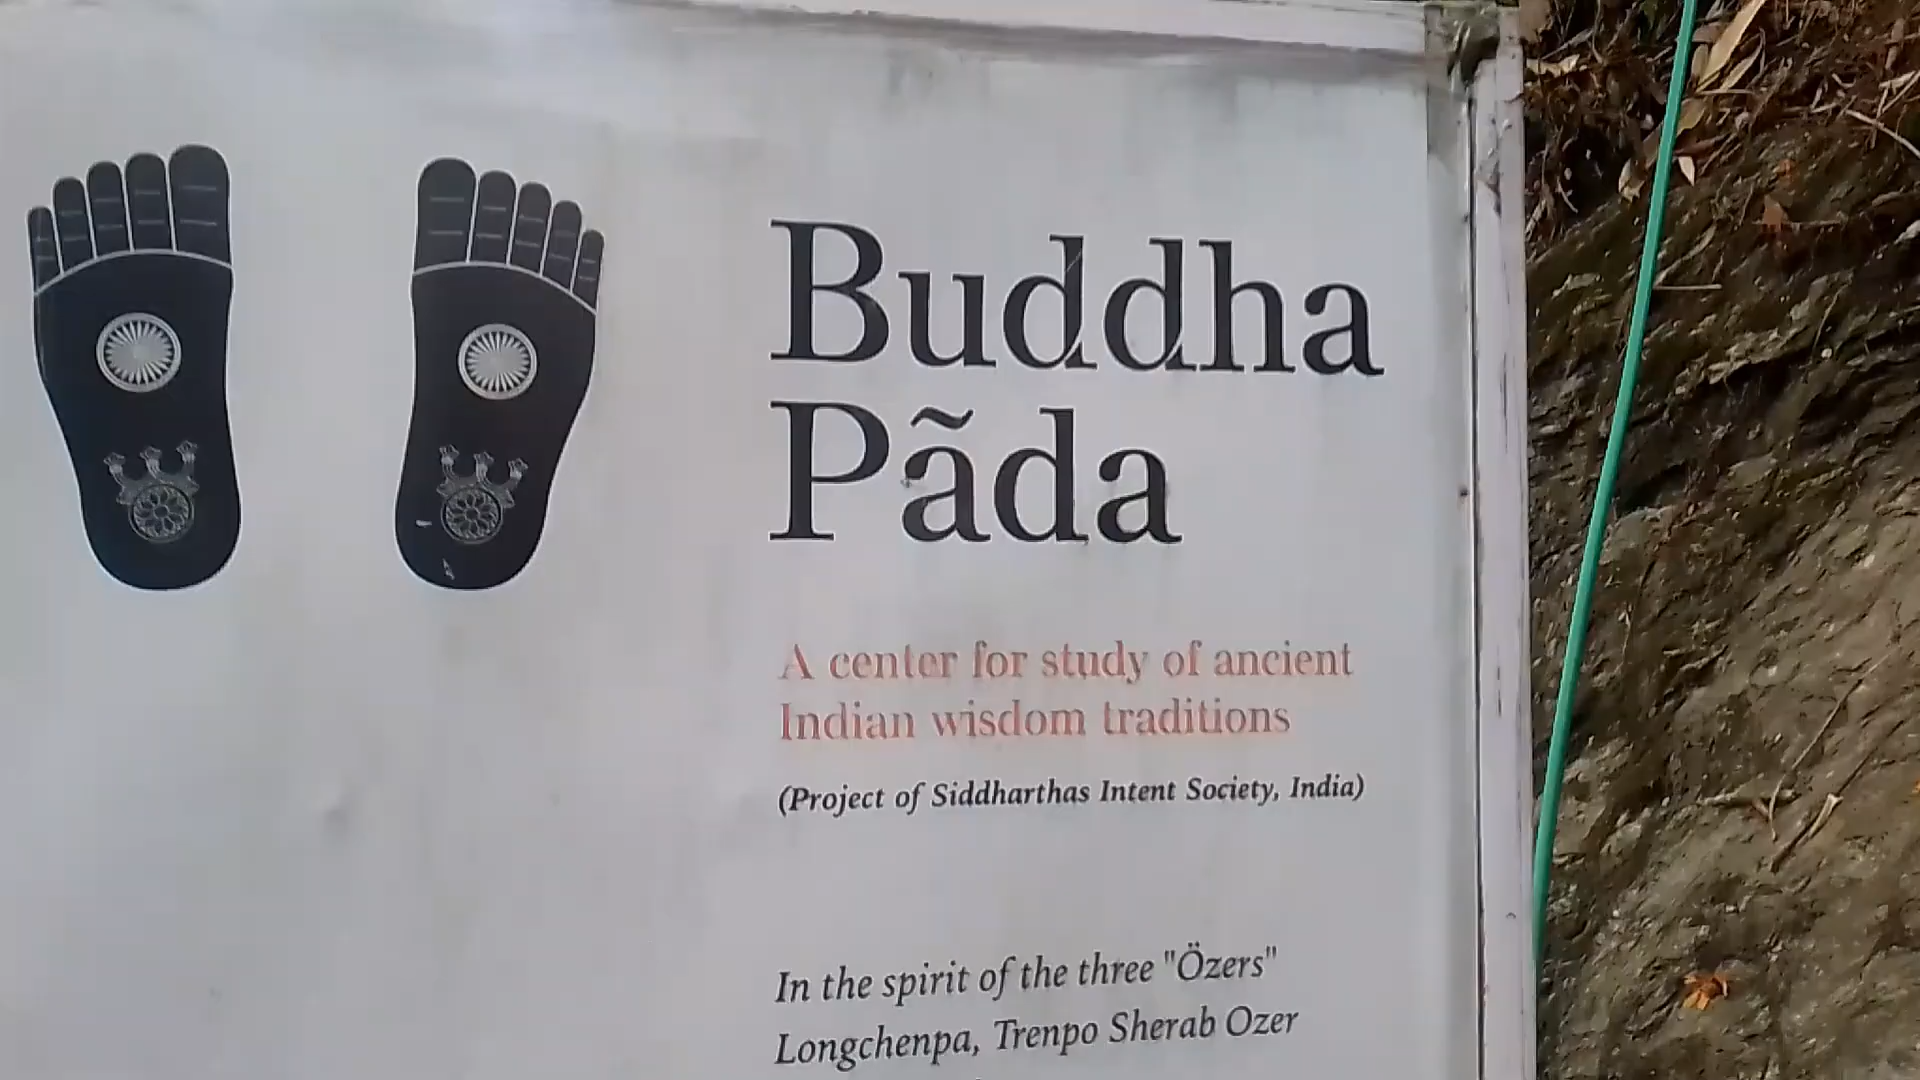 Buddha
Pãda
A center for study of ancient
Indian wisdom traditions
(Project of Siddharthas Intent Society, India)
In the spirit of the three "Özers"
Longchenpa, Trenpo Sherab Ozer